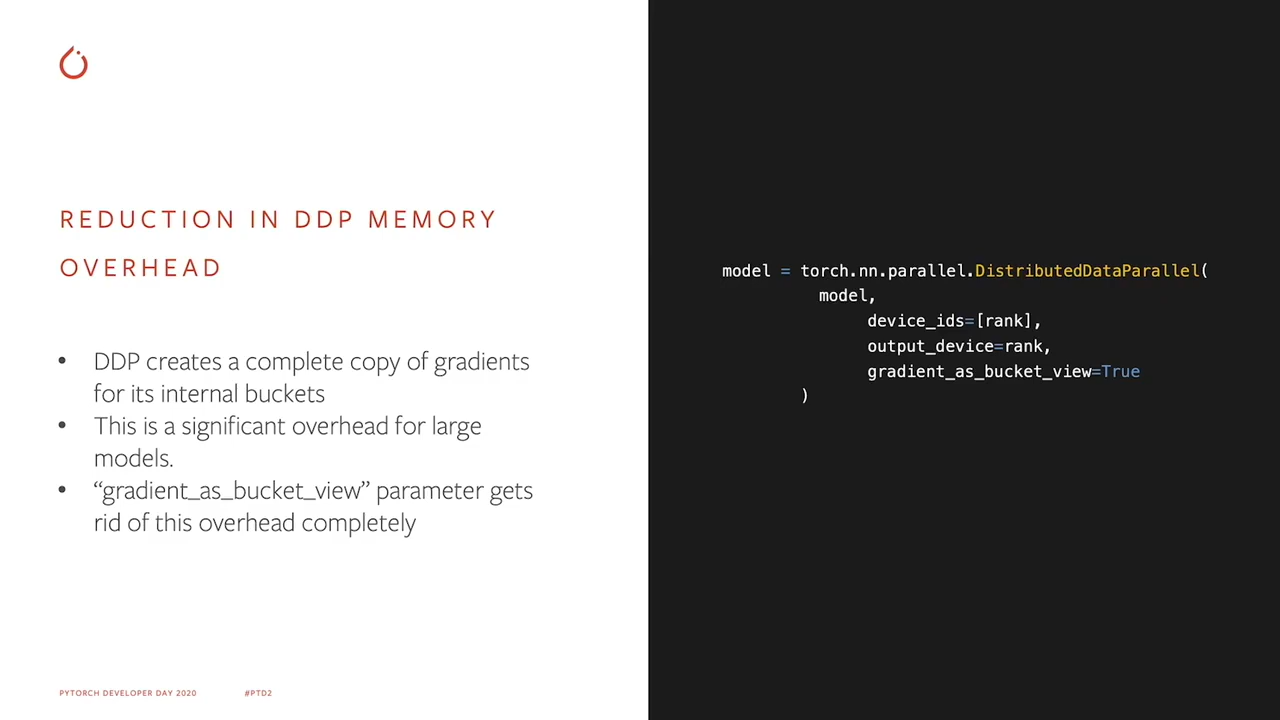 REDUCTION IN DDP MEMORY
OVERHEAD
• DDP creates a complete copy of gradients
for its internal buckets
• This is a significant overhead for large
models.
• “gradient_as_bucket_view” parameter gets
rid of this overhead completely
PYTORCH DEVELOPER DAY 2020 #PTD2
model = torch.nn.parallel.DistributedDataParallel(
model,
device_ids=[rank],
output_device=rank,
gradient_as_bucket_view=True
)